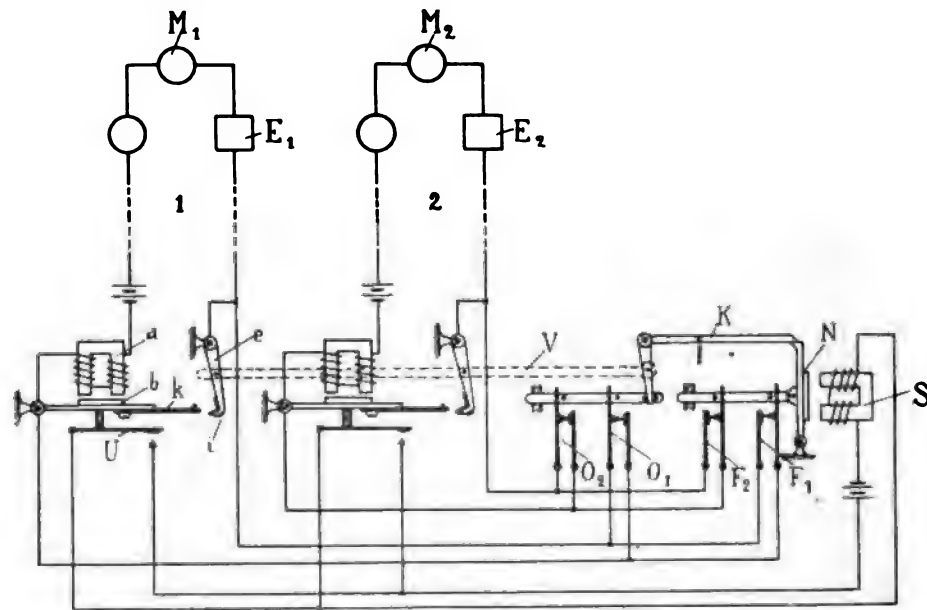 M₁ M₂
E₁ E₂
1 2
a e V K N
b k S
U i O₂ O₁ F₂ F₁